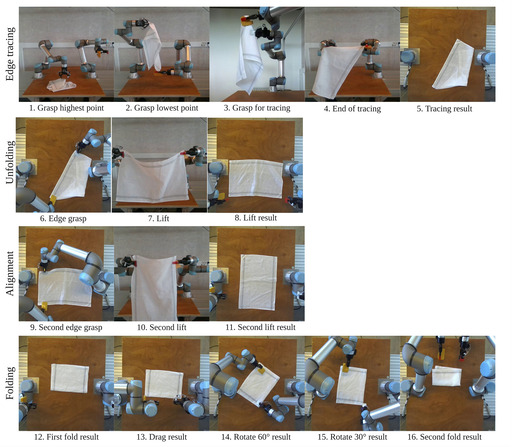 Edge tracing
1. Grasp highest point
2. Grasp lowest point
3. Grasp for tracing
4. End of tracing
5. Tracing result
Unfolding
6. Edge grasp
7. Lift
8. Lift result
Alignment
9. Second edge grasp
10. Second lift
11. Second lift result
Folding
12. First fold result
13. Drag result
14. Rotate 60° result
15. Rotate 30° result
16. Second fold result